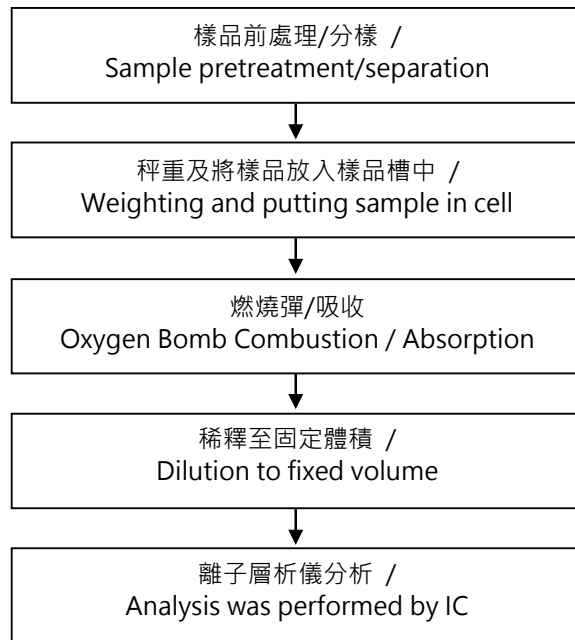 樣品前處理/分樣 /
Sample pretreatment/separation
秤重及將樣品放入樣品槽中 /
Weighting and putting sample in cell
燃燒彈/吸收
Oxygen Bomb Combustion / Absorption
稀釋至固定體積 /
Dilution to fixed volume
離子層析儀分析 /
Analysis was performed by IC